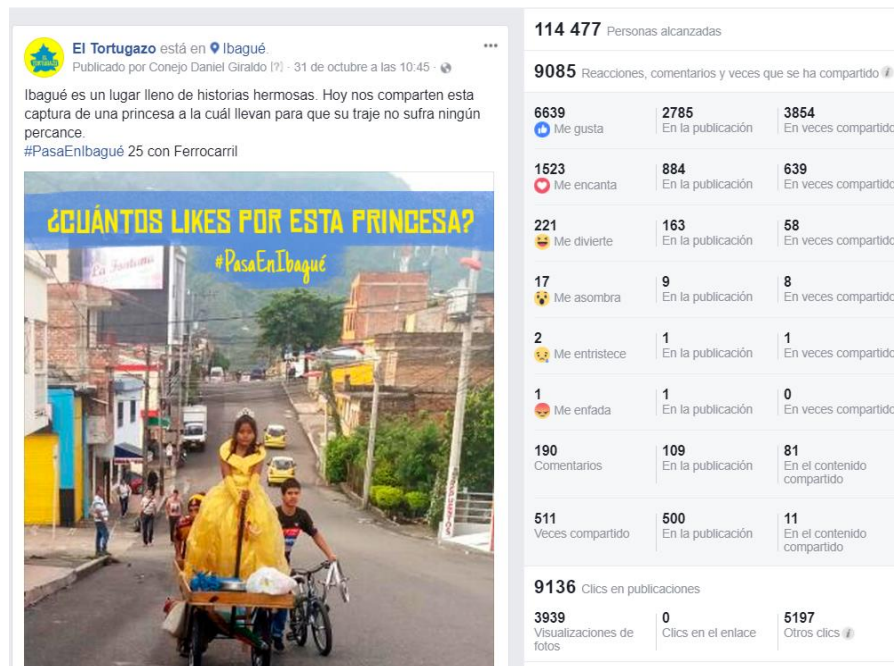 El Tortugazo está en Ibagué.
Publicado por Conejo Daniel Giraldo [?] · 31 de octubre a las 10:45 ·
Ibagué es un lugar lleno de historias hermosas. Hoy nos comparten esta
captura de una princesa a la cuál llevan para que su traje no sufra ningún
percance.
#PasaEnIbagué 25 con Ferrocarril
¿CUÁNTOS LIKES POR ESTA PRINCESA?
#PasaEnIbagué
La Fontana
114 477 Personas alcanzadas
9085 Reacciones, comentarios y veces que se ha compartido
6639 2785 3854
Me gusta En la publicación En veces compartido
1523 884 639
Me encanta En la publicación En veces compartido
221 163 58
Me divierte En la publicación En veces compartido
17 9 8
Me asombra En la publicación En veces compartido
2 1 1
Me entristece En la publicación En veces compartido
1 1 0
Me enfada En la publicación En veces compartido
190 109 81
Comentarios En la publicación En el contenido
compartido
511 500 11
Veces compartido En la publicación En el contenido
compartido
9136 Clics en publicaciones
3939 0 5197
Visualizaciones de Clics en el enlace Otros clics
fotos